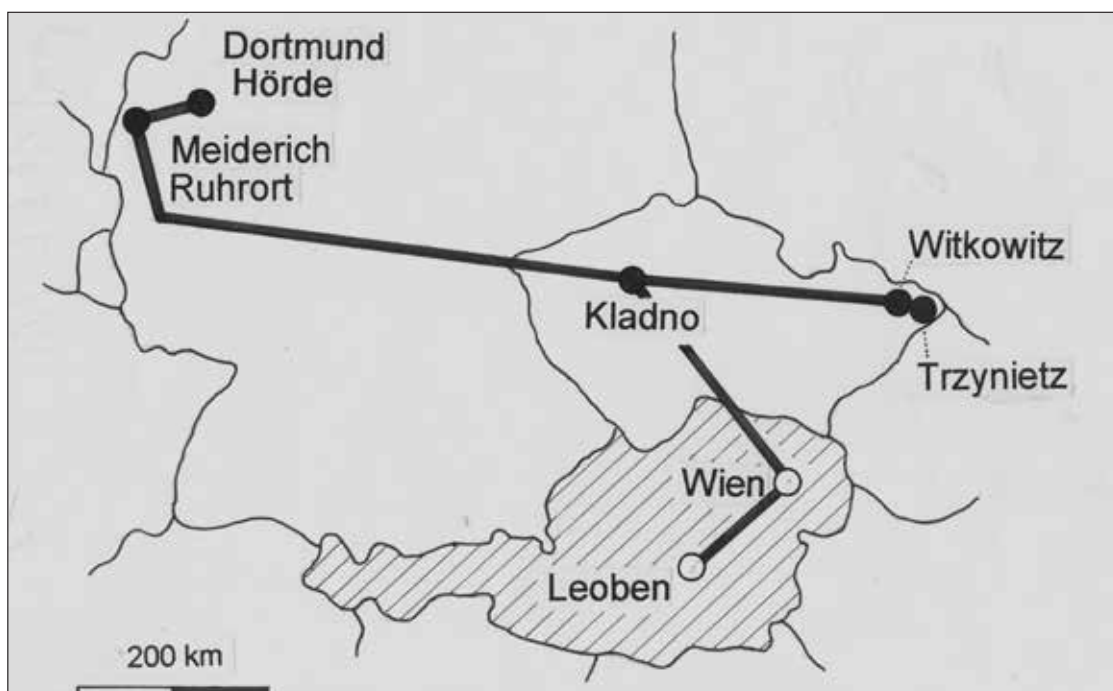 Dortmund
Hörde
Meiderich
Ruhrort
Witkowitz
Kladno
Trzynietz
Wien
Leoben
200 km